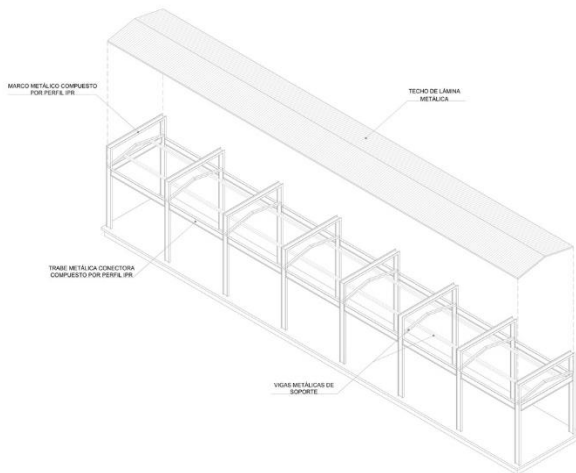 MARCO METÁLICO COMPUESTO
POR PERFIL IPR
TECHO DE LÁMINA
METÁLICA
TRABE METÁLICA CONECTORA
COMPUESTO POR PERFIL IPR
VIGAS METÁLICAS DE
SOPORTE